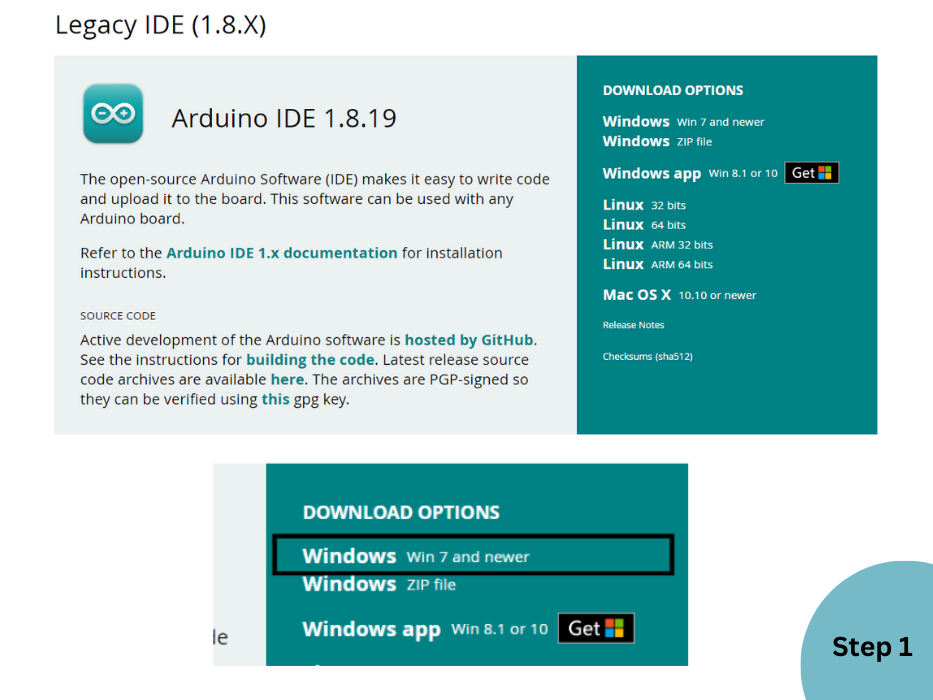 Legacy IDE (1.8.X)
Arduino IDE 1.8.19
The open-source Arduino Software (IDE) makes it easy to write code
and upload it to the board. This software can be used with any
Arduino board.
Refer to the Arduino IDE 1.x documentation for installation
instructions.
SOURCE CODE
Active development of the Arduino software is hosted by GitHub.
See the instructions for building the code. Latest release source
code archives are available here. The archives are PGP-signed so
they can be verified using this gpg key.
DOWNLOAD OPTIONS
Windows Win 7 and newer
Windows ZIP file
Windows app Win 8.1 or 10 Get
Linux 32 bits
Linux 64 bits
Linux ARM 32 bits
Linux ARM 64 bits
Mac OS X 10.10 or newer
Release Notes
Checksums (sha512)
DOWNLOAD OPTIONS
Windows Win 7 and newer
Windows ZIP file
Windows app Win 8.1 or 10 Get
Step 1